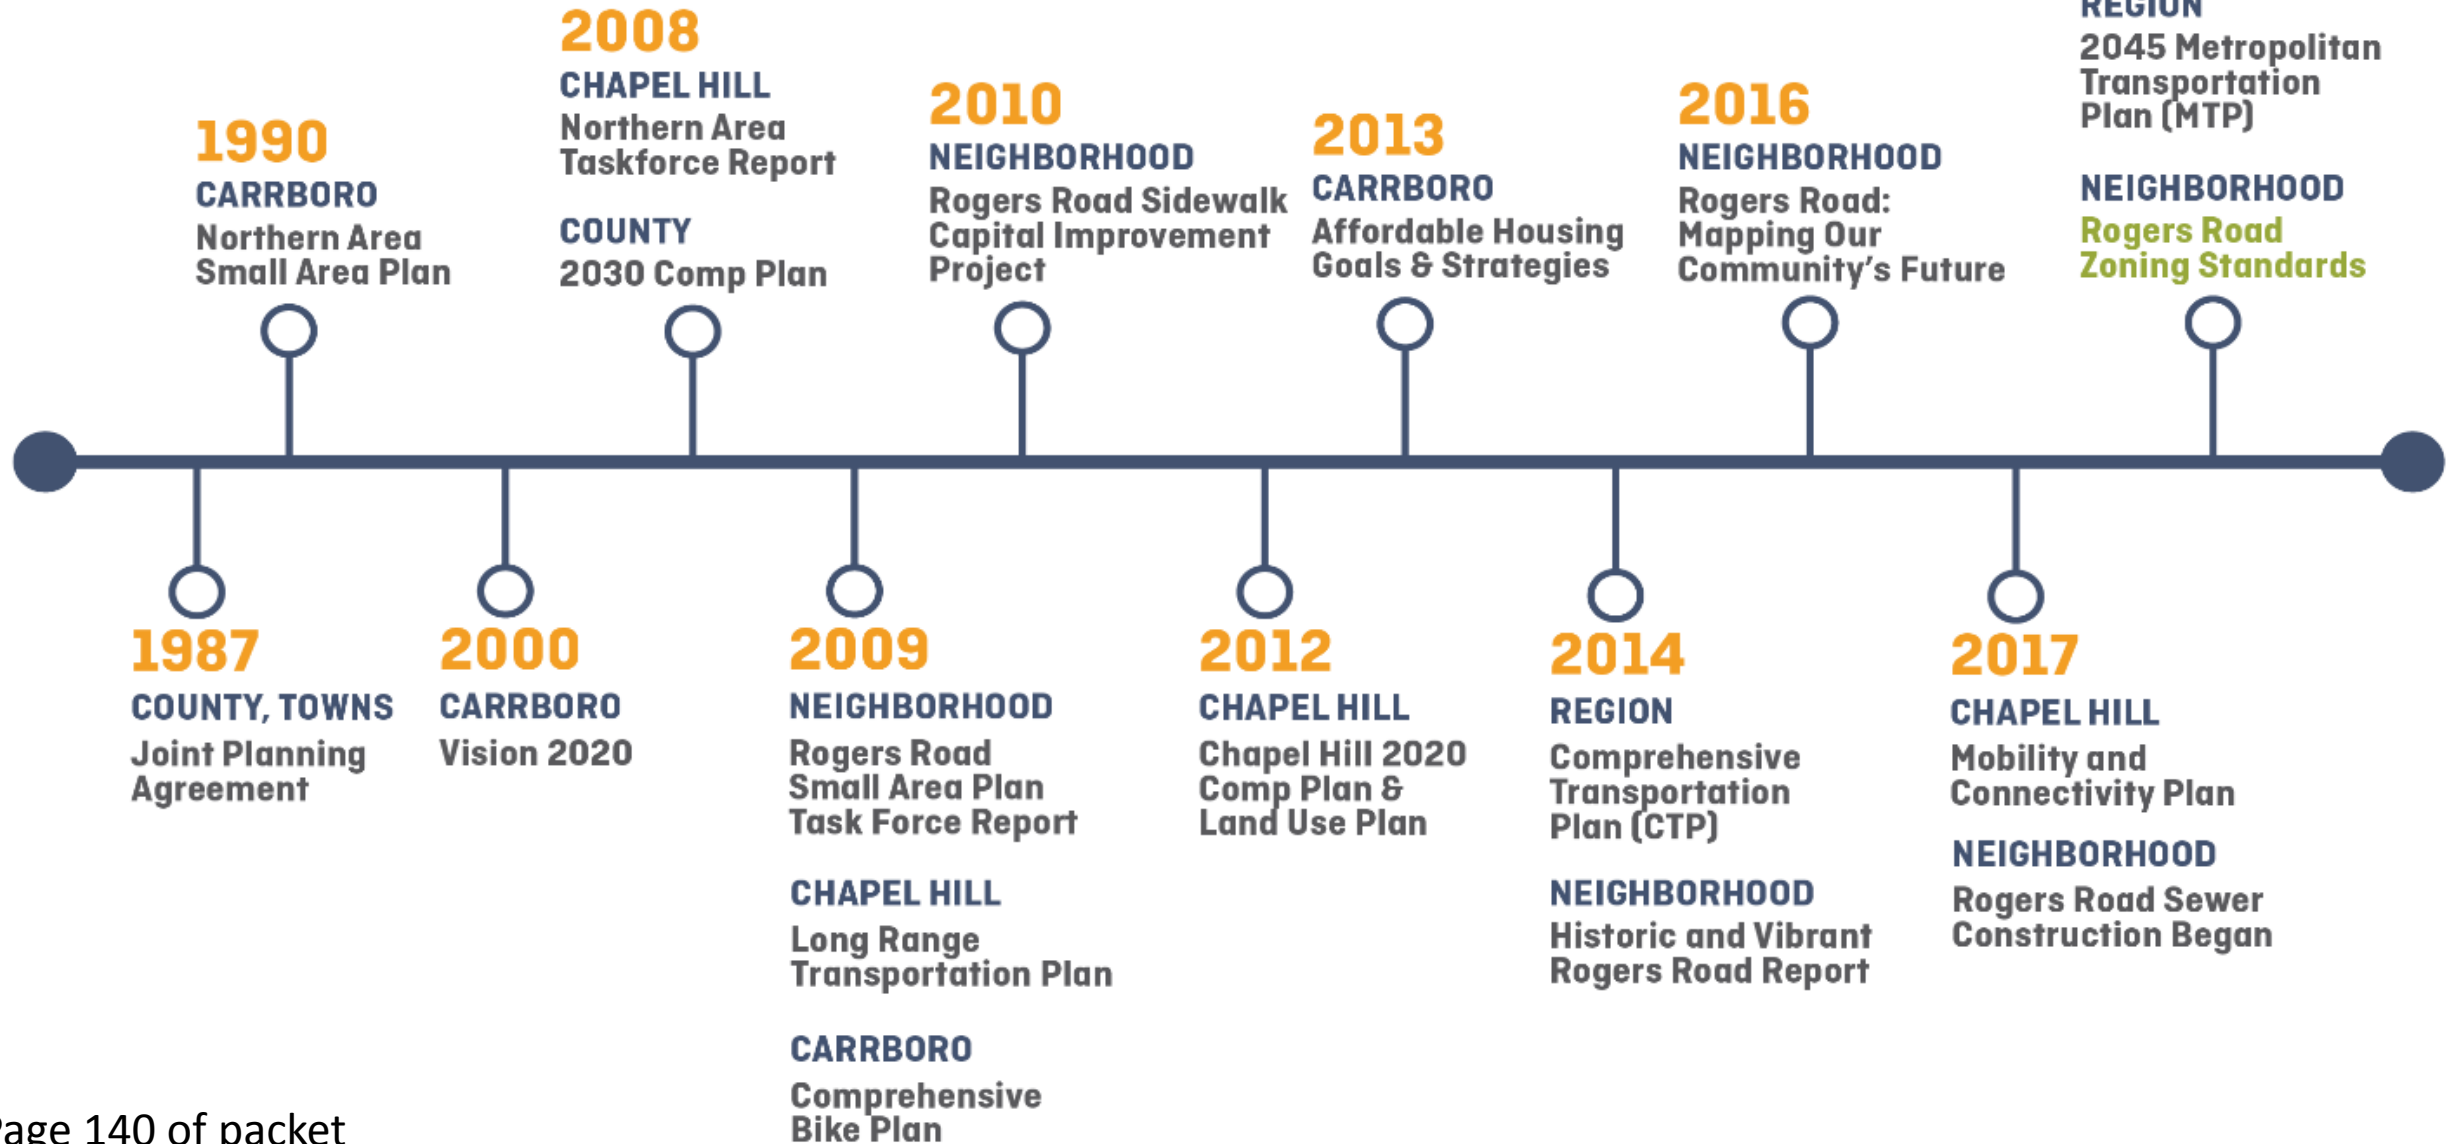 1990
CARRBORO
Northern Area
Small Area Plan
2008
CHAPEL HILL
Northern Area
Taskforce Report
COUNTY
2030 Comp Plan
2010
NEIGHBORHOOD
Rogers Road Sidewalk
Capital Improvement
Project
2013
CARRBORO
Affordable Housing
Goals & Strategies
2016
NEIGHBORHOOD
Rogers Road:
Mapping Our
Community's Future
REGION
2045 Metropolitan
Transportation
Plan (MTP)
NEIGHBORHOOD
Rogers Road
Zoning Standards
1987
COUNTY, TOWNS
Joint Planning
Agreement
2000
CARRBORO
Vision 2020
2009
NEIGHBORHOOD
Rogers Road
Small Area Plan
Task Force Report
CHAPEL HILL
Long Range
Transportation Plan
CARRBORO
Comprehensive
Bike Plan
2012
CHAPEL HILL
Chapel Hill 2020
Comp Plan &
Land Use Plan
2014
REGION
Comprehensive
Transportation
Plan (CTP)
NEIGHBORHOOD
Historic and Vibrant
Rogers Road Report
2017
CHAPEL HILL
Mobility and
Connectivity Plan
NEIGHBORHOOD
Rogers Road Sewer
Construction Began
Page 140 of packet